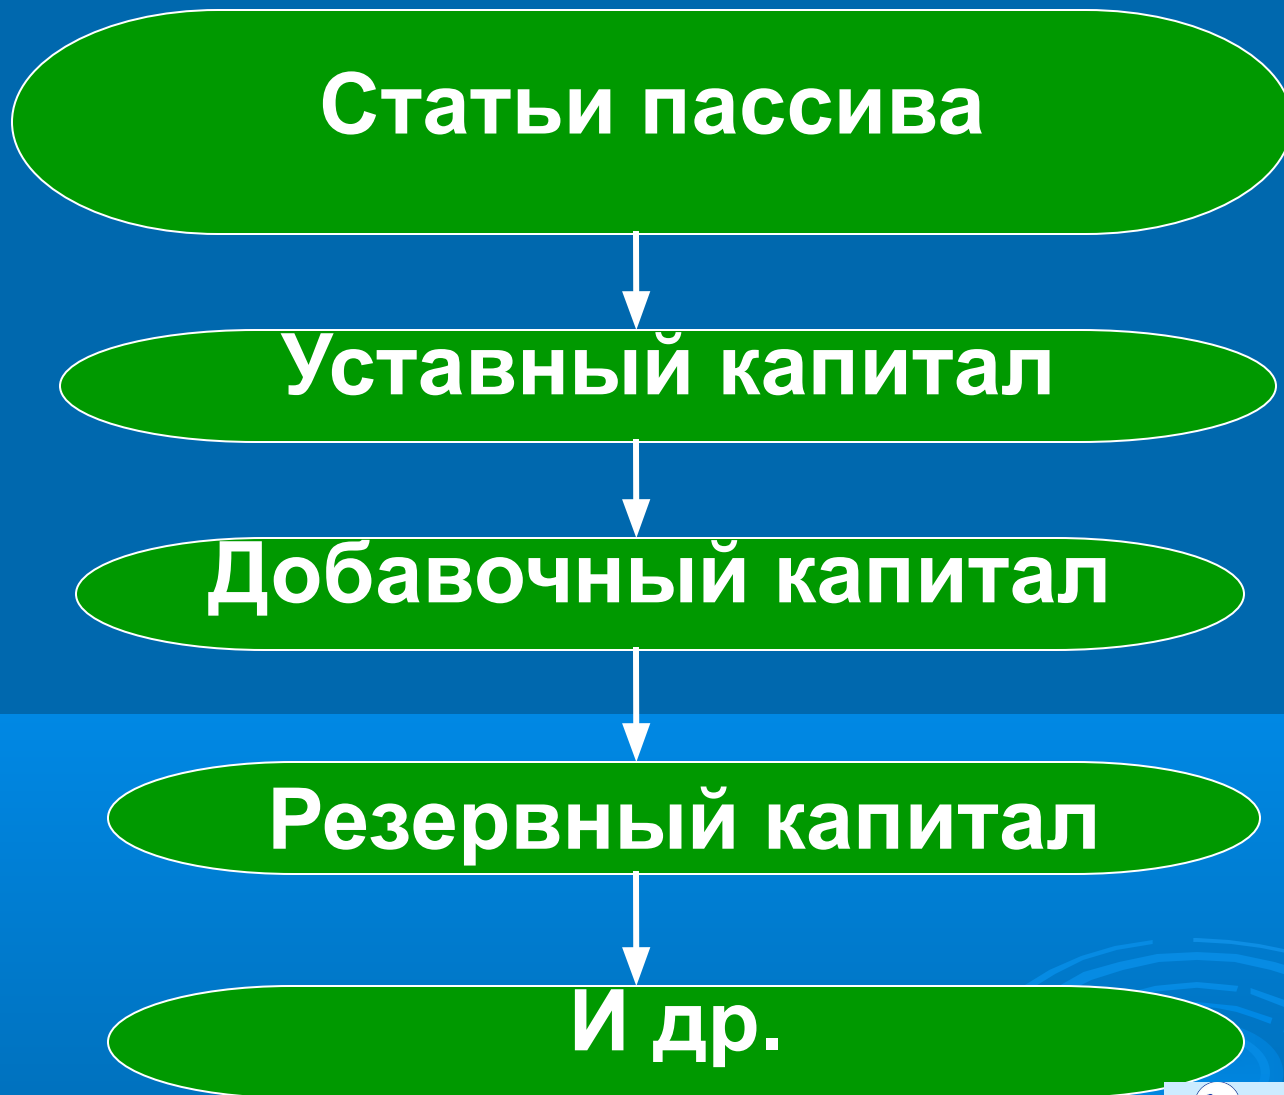 Статьи пассива
Уставный капитал
Добавочный капитал
Резервный капитал
И др.